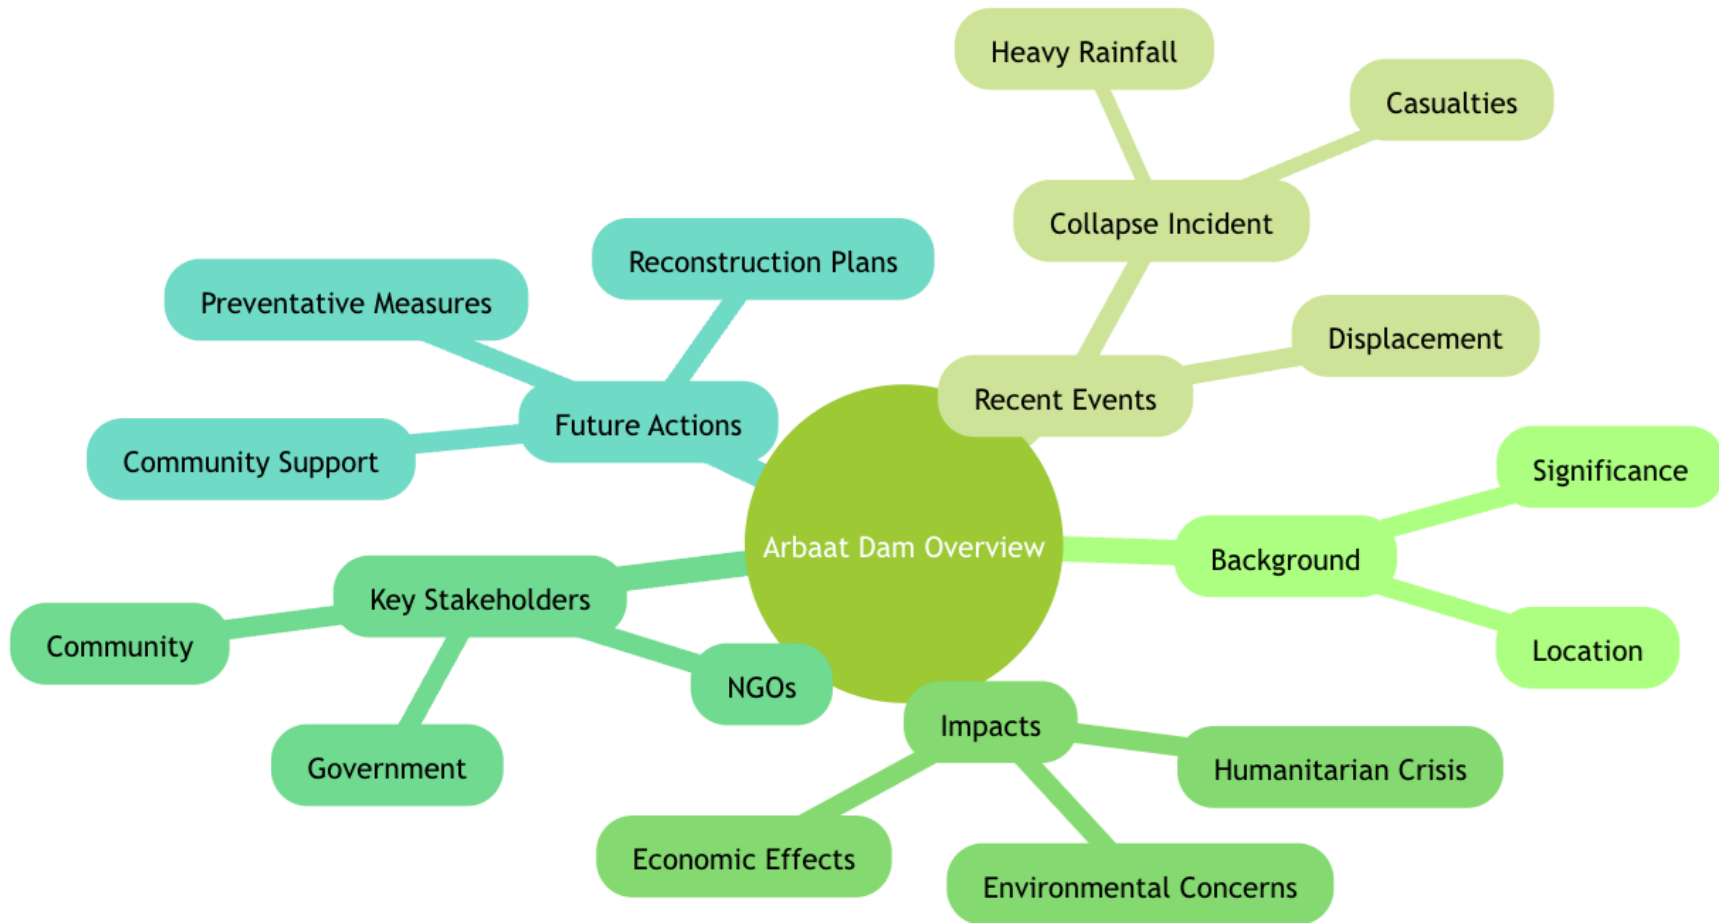 Heavy Rainfall
Casualties
Collapse Incident
Reconstruction Plans
Preventative Measures
Displacement
Recent Events
Future Actions
Community Support
Significance
Arbaat Dam Overview
Background
Key Stakeholders
Community
Location
NGOs
Impacts
Government
Humanitarian Crisis
Economic Effects
Environmental Concerns